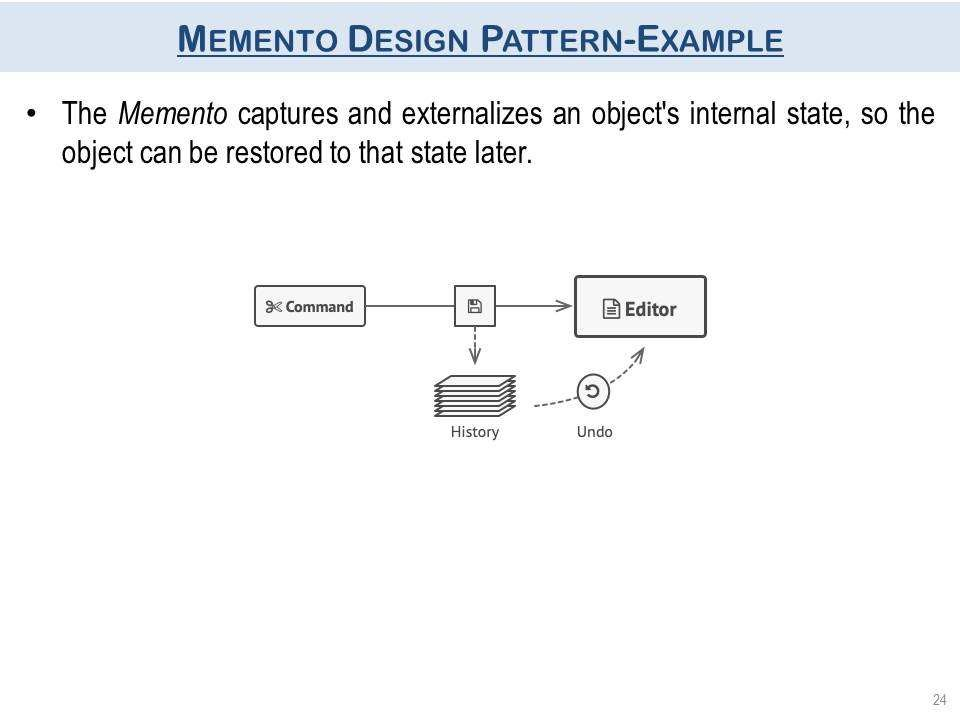 MEMENTO DESIGN PATTERN-EXAMPLE
• The Memento captures and externalizes an object's internal state, so the
object can be restored to that state later.
Command
Editor
History
Undo
24